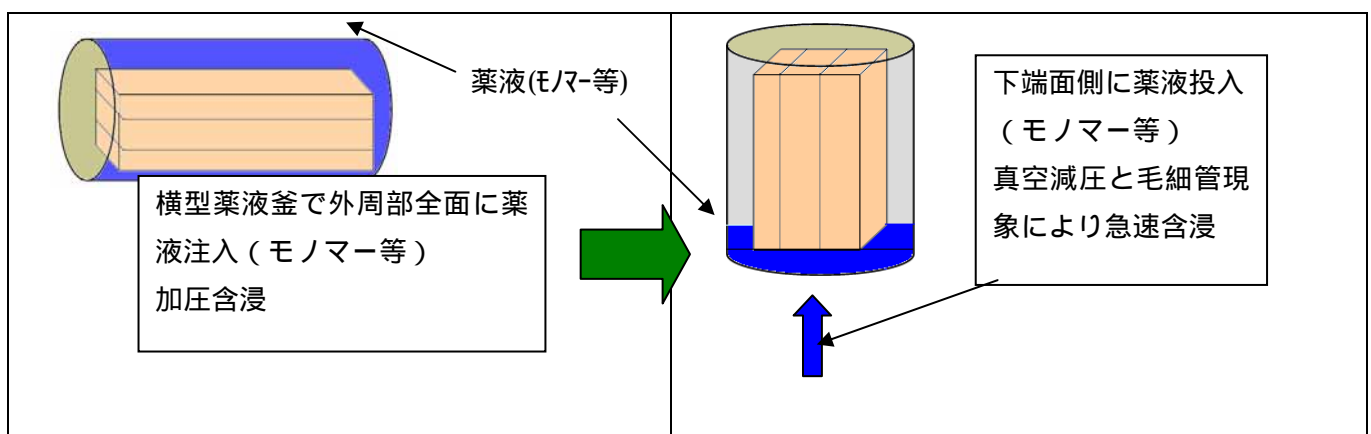 薬液(ﾓﾉﾏｰ等)
横型薬液釜で外周部全面に薬
液注入（モノマー等）
加圧含浸
下端面側に薬液投入
（モノマー等）
真空減圧と毛細管現
象により急速含浸